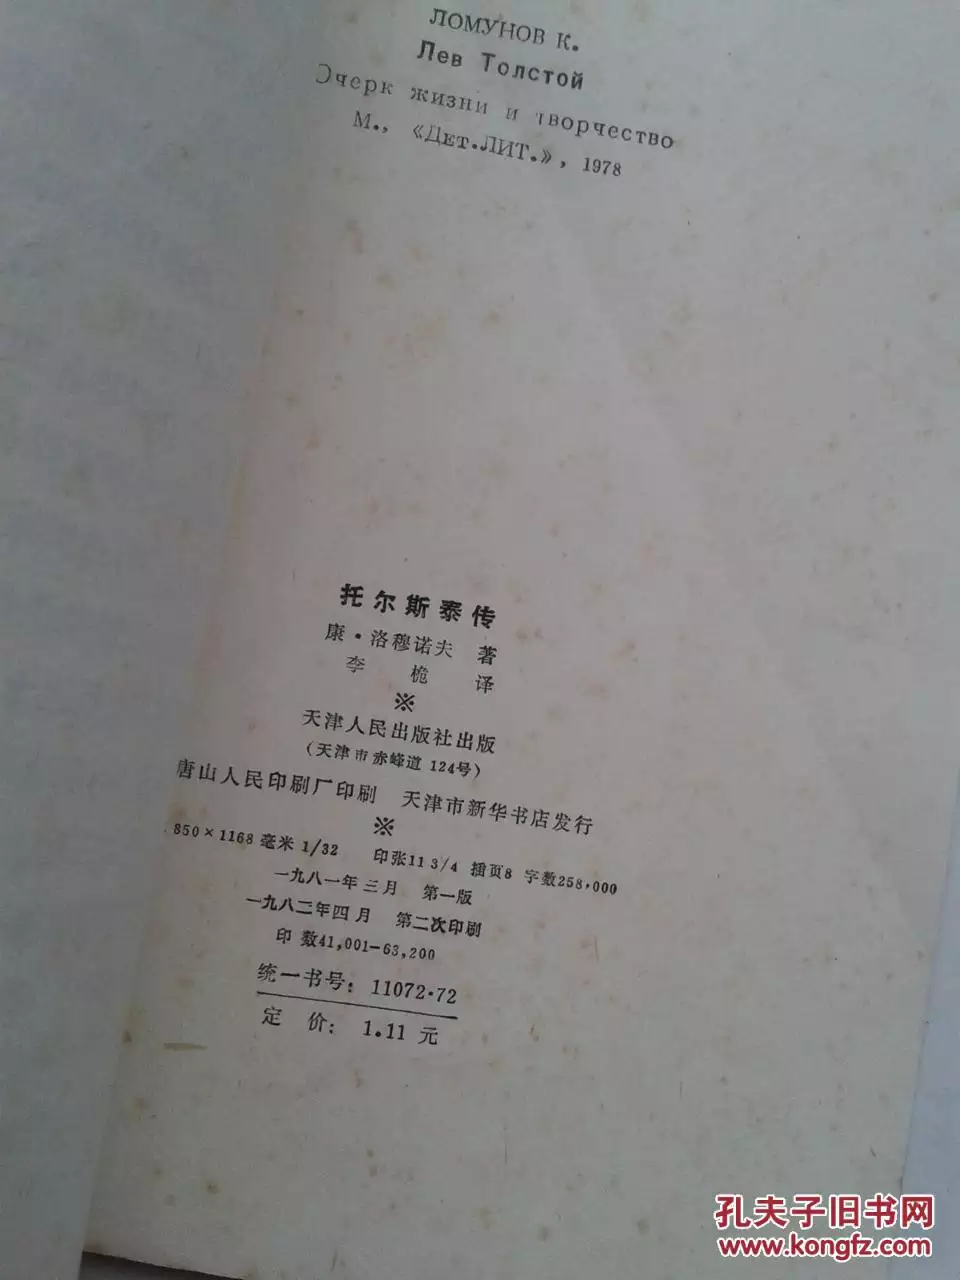 ЛОМУНОВ К.
Лев Толстой
Эчерк жизни и творчество
М., «Дет.ЛИТ.», 1978
托尔斯泰传
康·洛穆诺夫 著
李 桅 译
※
天津人民出版社出版
(天津市赤峰道 124号)
唐山人民印刷厂印刷 天津市新华书店发行
※
850×1168 毫米 1/32 印张11 3/4 插页8 字数258,000
一九八一年三月 第一版
一九八二年四月 第二次印刷
印 数41,001-63,200
统一书号: 11072·72
定 价: 1.11 元
孔夫子旧书网
www.kongfz.com